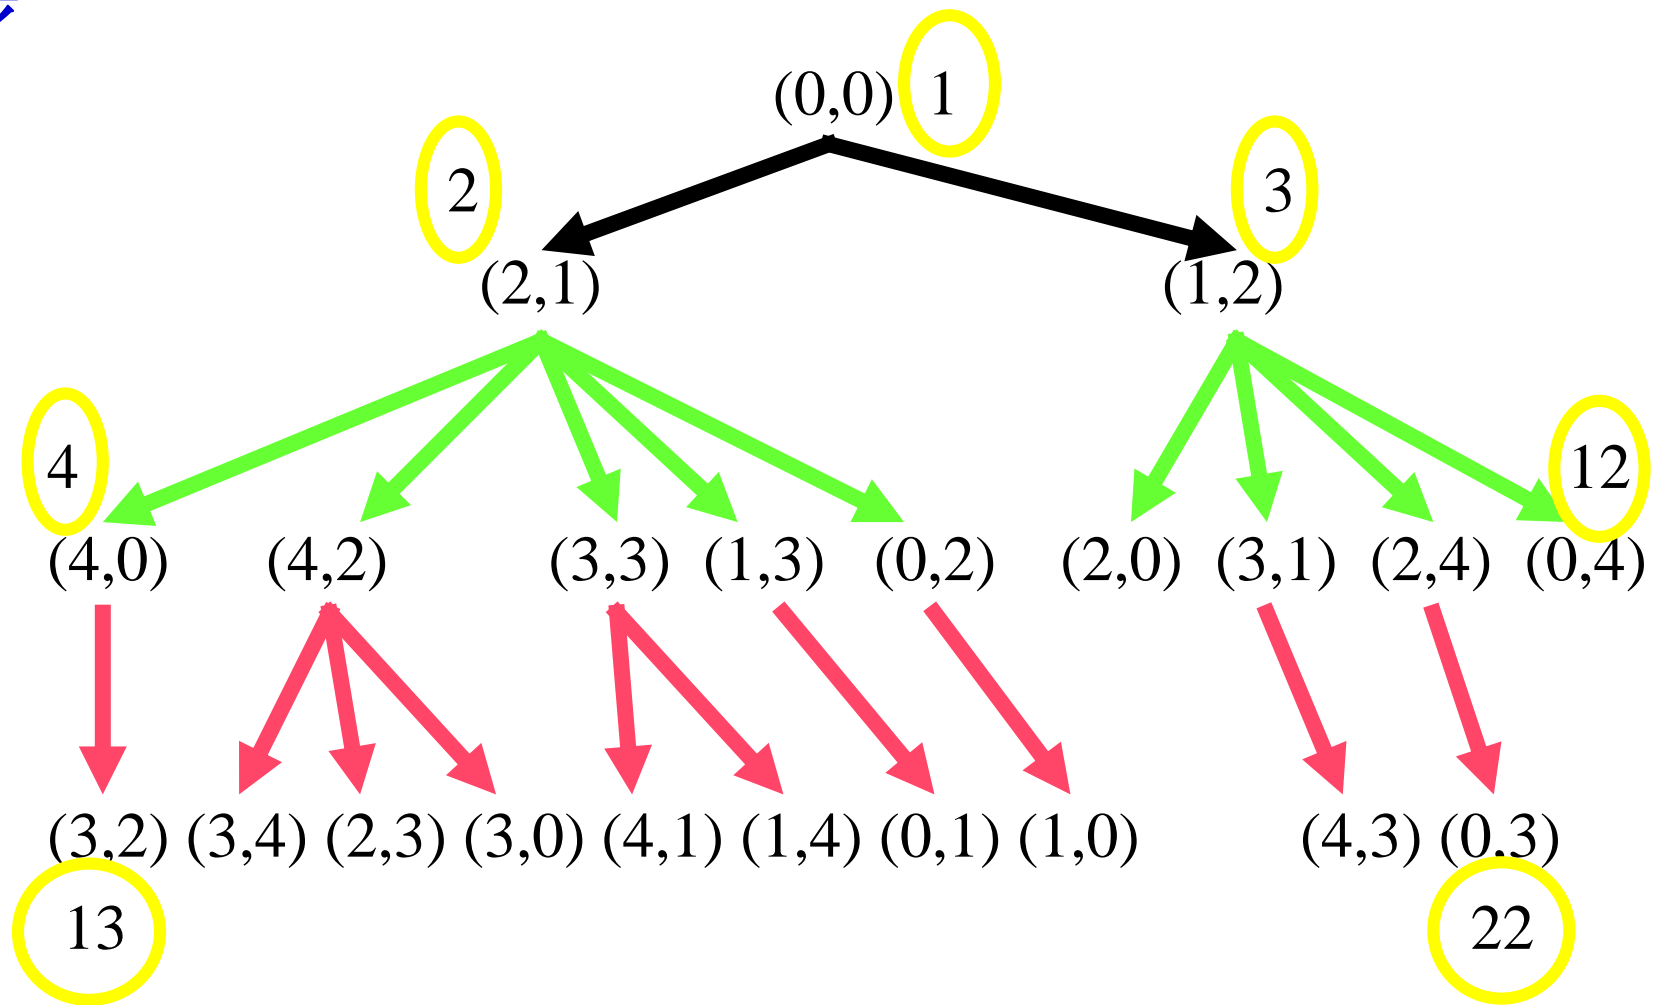 (0,0) 1
2 3
(2,1) (1,2)
4 12
(4,0) (4,2) (3,3) (1,3) (0,2) (2,0) (3,1) (2,4) (0,4)
(3,2) (3,4) (2,3) (3,0) (4,1) (1,4) (0,1) (1,0) (4,3) (0,3)
13 22